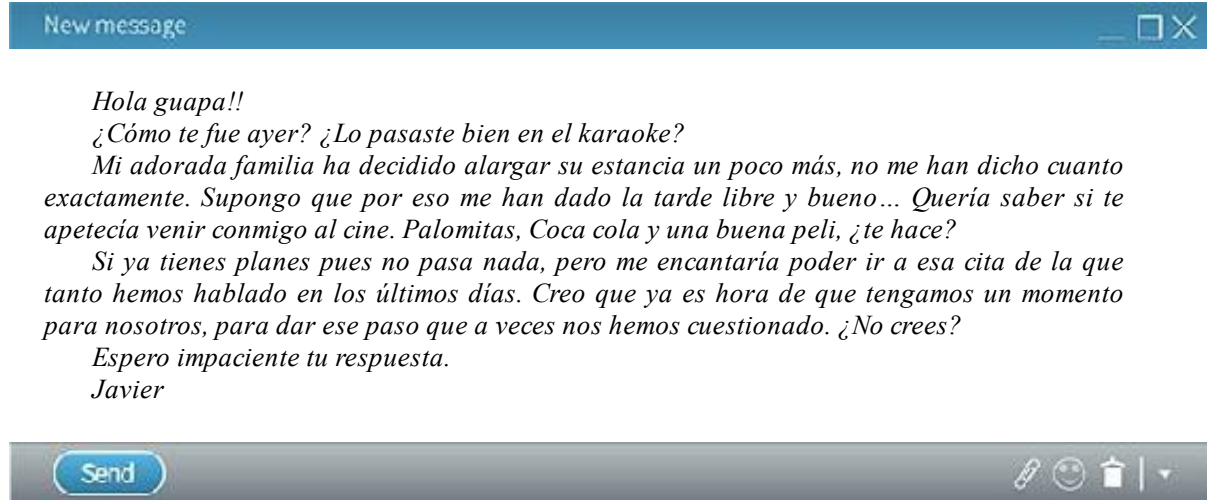 New message
Hola guapa!!
¿Cómo te fue ayer? ¿Lo pasaste bien en el karaoke?
Mi adorada familia ha decidido alargar su estancia un poco más, no me han dicho cuanto
exactamente. Supongo que por eso me han dado la tarde libre y bueno… Quería saber si te
apetecía venir conmigo al cine. Palomitas, Coca cola y una buena peli, ¿te hace?
Si ya tienes planes pues no pasa nada, pero me encantaría poder ir a esa cita de la que
tanto hemos hablado en los últimos días. Creo que ya es hora de que tengamos un momento
para nosotros, para dar ese paso que a veces nos hemos cuestionado. ¿No crees?
Espero impaciente tu respuesta.
Javier
Send